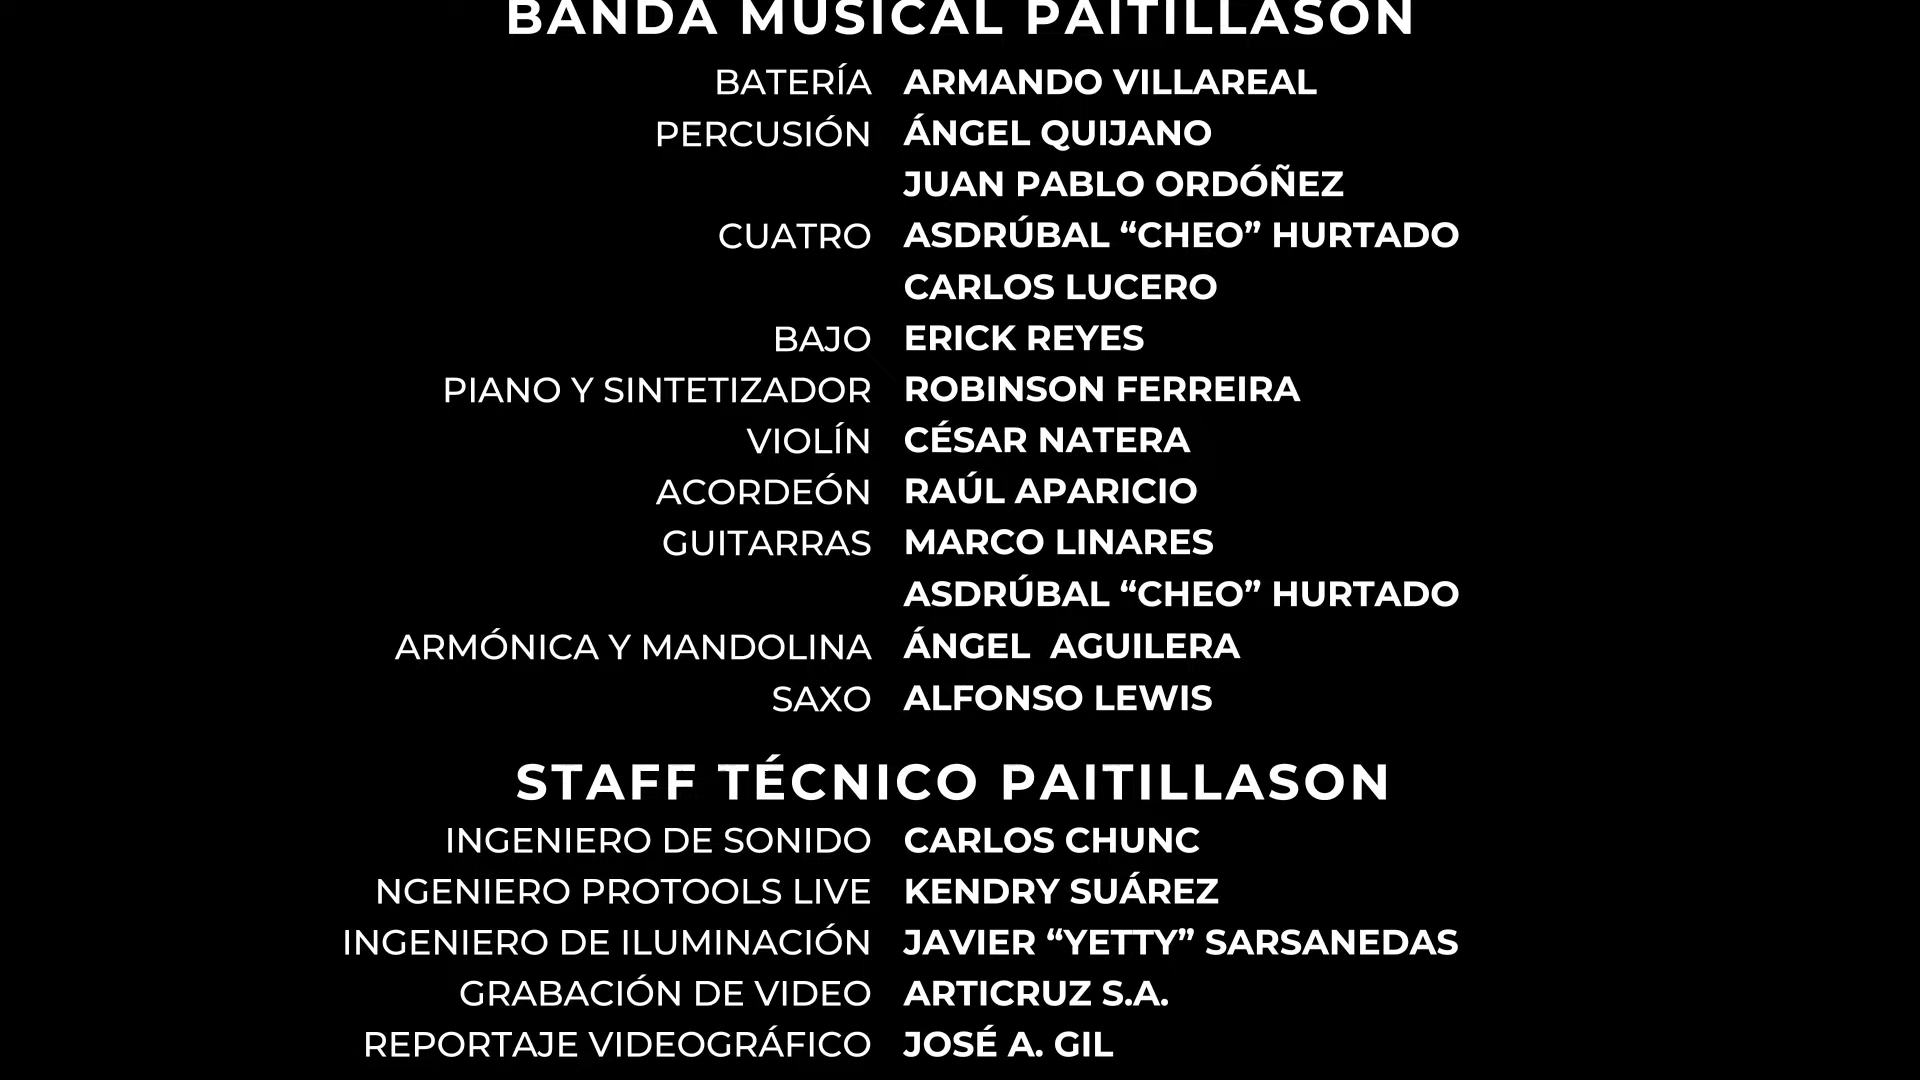 BANDA MUSICAL PAITILLASON
BATERÍA ARMANDO VILLAREAL
PERCUSIÓN ÁNGEL QUIJANO
JUAN PABLO ORDÓÑEZ
CUATRO ASDRÚBAL “CHEO” HURTADO
CARLOS LUCERO
BAJO ERICK REYES
PIANO Y SINTETIZADOR ROBINSON FERREIRA
VIOLÍN CÉSAR NATERA
ACORDEÓN RAÚL APARICIO
GUITARRAS MARCO LINARES
ASDRÚBAL “CHEO” HURTADO
ARMÓNICA Y MANDOLINA ÁNGEL  AGUILERA
SAXO ALFONSO LEWIS
STAFF TÉCNICO PAITILLASON
INGENIERO DE SONIDO CARLOS CHUNC
NGENIERO PROTOOLS LIVE KENDRY SUÁREZ
INGENIERO DE ILUMINACIÓN JAVIER “YETTY” SARSANEDAS
GRABACIÓN DE VIDEO ARTICRUZ S.A.
REPORTAJE VIDEOGRÁFICO JOSÉ A. GIL